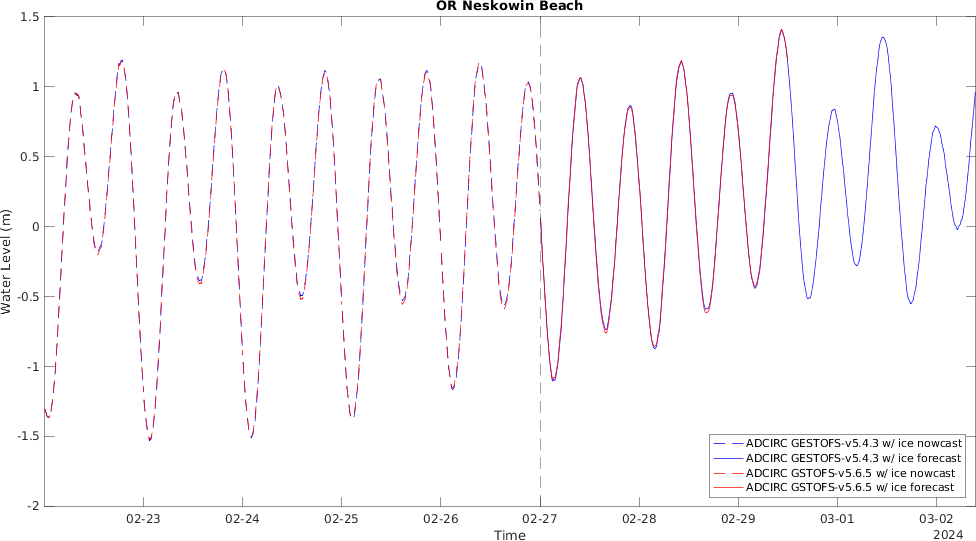 OR Neskowin Beach
Water Level (m)
1.5
1
0.5
0
-0.5
-1
-1.5
-2
ADCIRC GESTOFS-v5.4.3 w/ ice nowcast
ADCIRC GESTOFS-v5.4.3 w/ ice forecast
ADCIRC GSTOFS-v5.6.5 w/ ice nowcast
ADCIRC GSTOFS-v5.6.5 w/ ice forecast
02-23 02-24 02-25 02-26 02-27 02-28 02-29 03-01 03-02
Time 2024